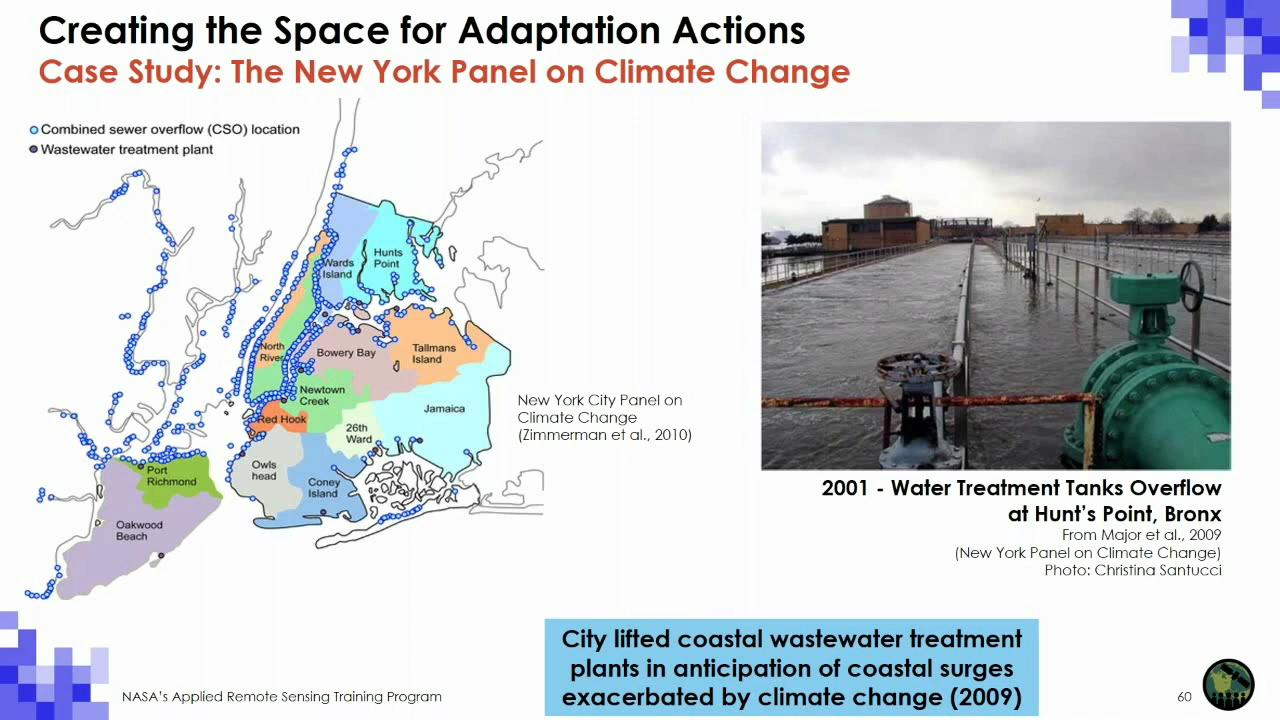 Creating the Space for Adaptation Actions
Case Study: The New York Panel on Climate Change
Combined sewer overflow (CSO) location
Wastewater treatment plant
Wards
Island
Hunts
Point
North
River
Bowery Bay
Tallmans
Island
Newtown
Creek
Red Hook
26th
Ward
Jamaica
Owls
head
Coney
Island
Port
Richmond
Oakwood
Beach
New York City Panel on
Climate Change
(Zimmerman et al., 2010)
2001 - Water Treatment Tanks Overflow
at Hunt's Point, Bronx
From Major et al., 2009
(New York Panel on Climate Change)
Photo: Christina Santucci
City lifted coastal wastewater treatment
plants in anticipation of coastal surges
exacerbated by climate change (2009)
NASA's Applied Remote Sensing Training Program
60